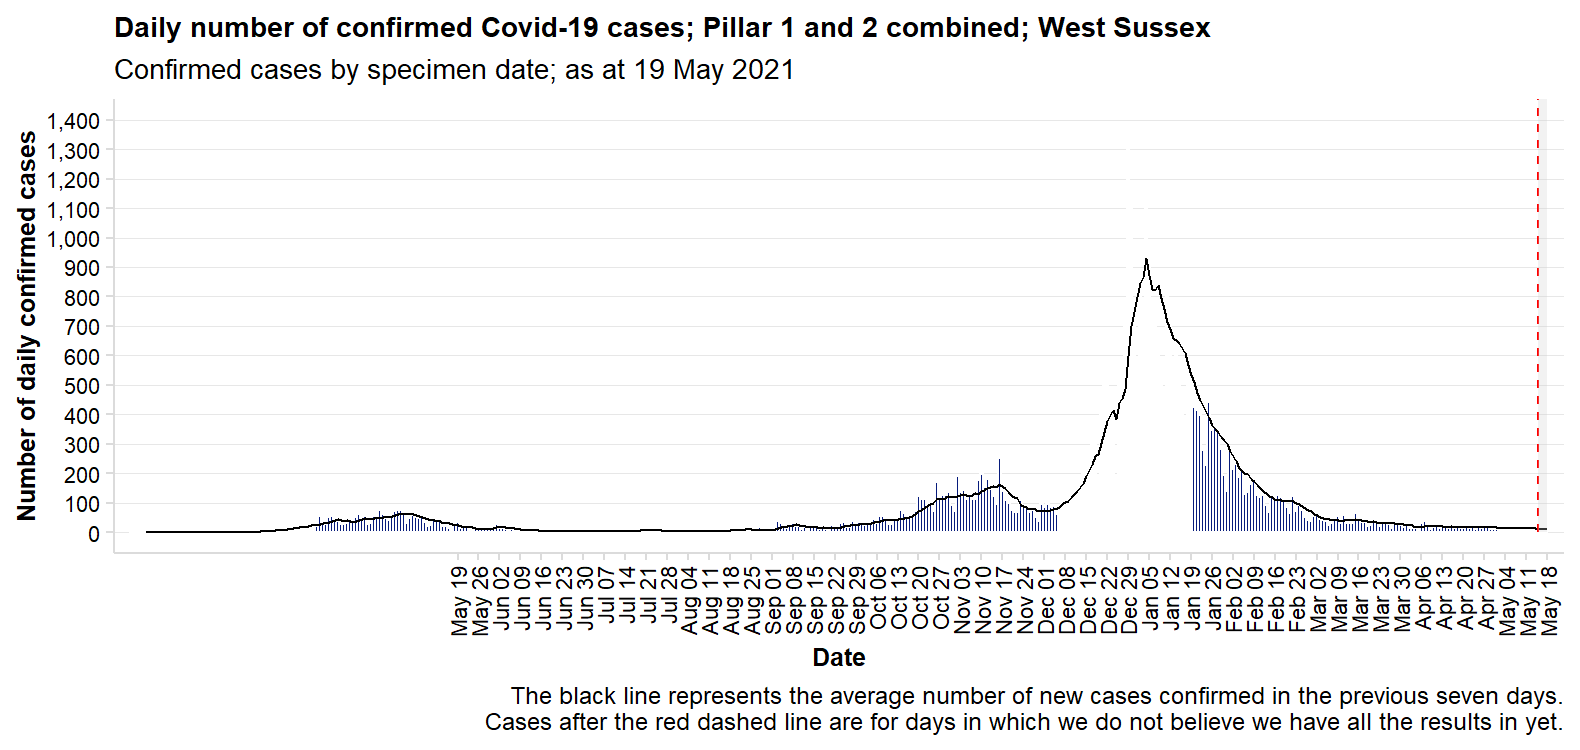 Daily number of confirmed Covid-19 cases; Pillar 1 and 2 combined; West Sussex
Confirmed cases by specimen date; as at 19 May 2021
Number of daily confirmed cases
1,400
1,300
1,200
1,100
1,000
900
800
700
600
500
400
300
200
100
0
May 19
May 26
Jun 02
Jun 09
Jun 16
Jun 23
Jun 30
Jul 07
Jul 14
Jul 21
Jul 28
Aug 04
Aug 11
Aug 18
Aug 25
Sep 01
Sep 08
Sep 15
Sep 22
Sep 29
Oct 06
Oct 13
Oct 20
Oct 27
Nov 03
Nov 10
Nov 17
Nov 24
Dec 01
Dec 08
Dec 15
Dec 22
Dec 29
Jan 05
Jan 12
Jan 19
Jan 26
Feb 02
Feb 09
Feb 16
Feb 23
Mar 02
Mar 09
Mar 16
Mar 23
Mar 30
Apr 06
Apr 13
Apr 20
Apr 27
May 04
May 11
May 18
Date
The black line represents the average number of new cases confirmed in the previous seven days.
Cases after the red dashed line are for days in which we do not believe we have all the results in yet.